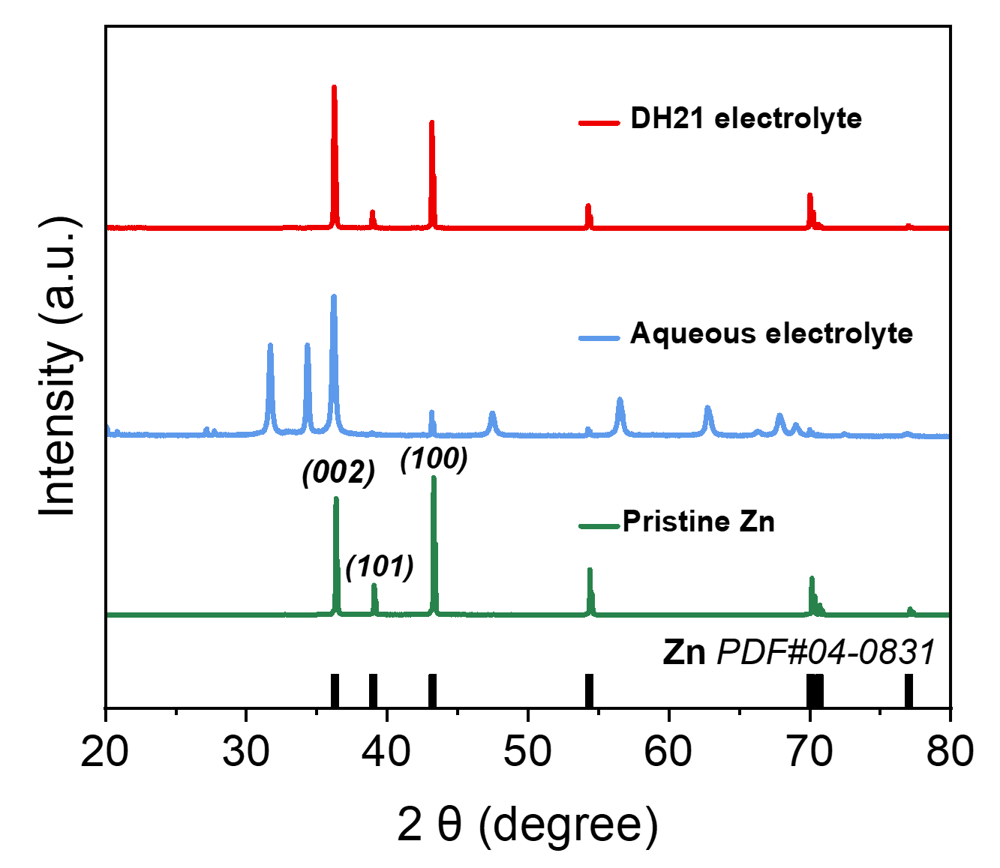 DH21 electrolyte
Aqueous electrolyte
(002)
(100)
(101)
Pristine Zn
Zn PDF#04-0831
Intensity (a.u.)
20 30 40 50 60 70 80
2 θ (degree)